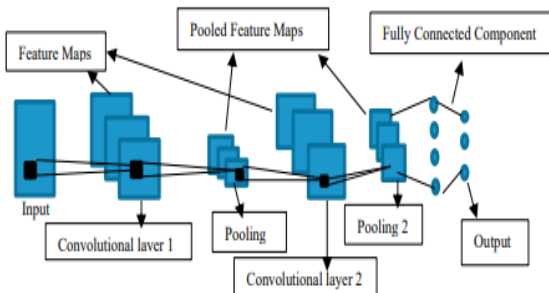 Pooled Feature Maps
Fully Connected Component
Feature Maps
Input
Convolutional layer 1
Pooling
Pooling 2
Output
Convolutional layer 2